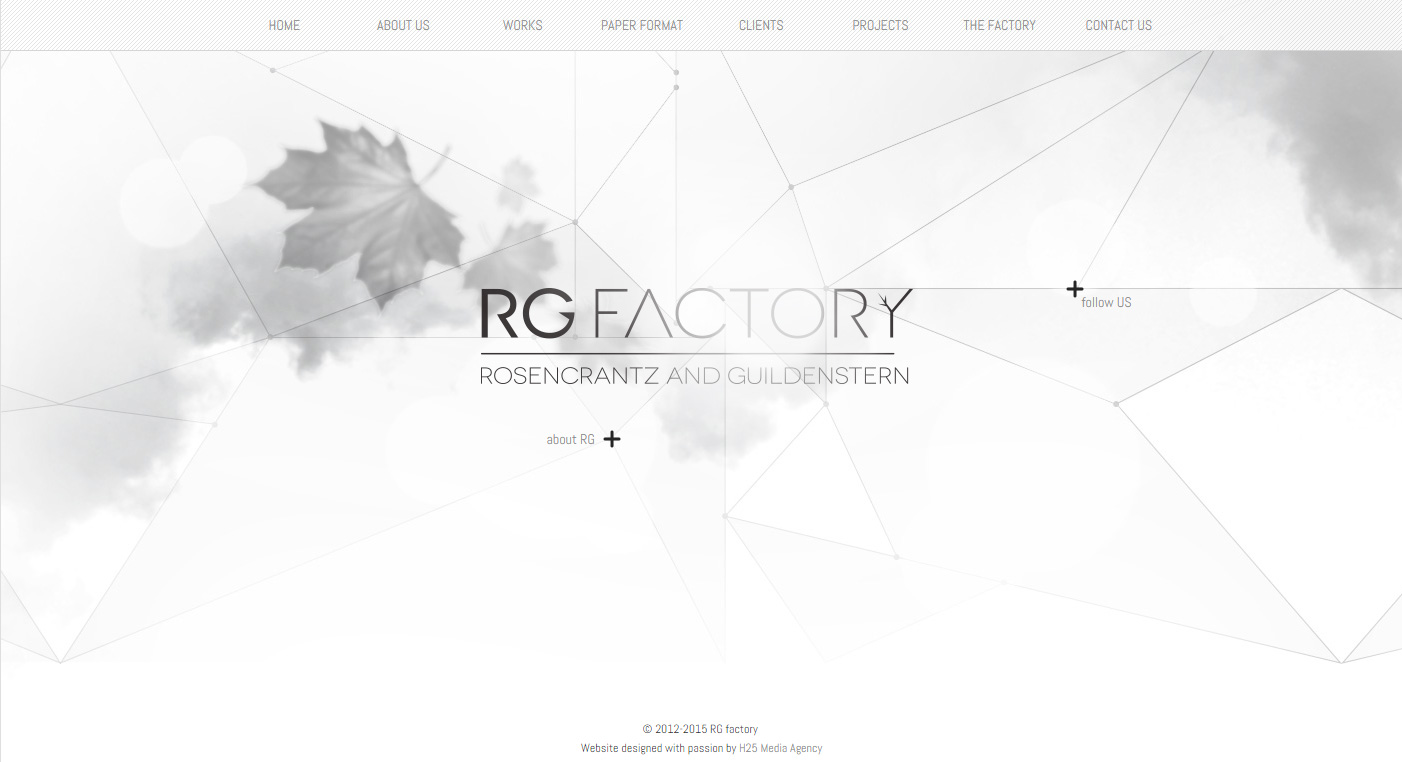 HOME ABOUT US WORKS PAPER FORMAT CLIENTS PROJECTS THE FACTORY CONTACT US
RG FACTORY
follow US
ROSENCRANTZ AND GUILDENSTERN
about RG
© 2012-2015 RG factory
Website designed with passion by H25 Media Agency